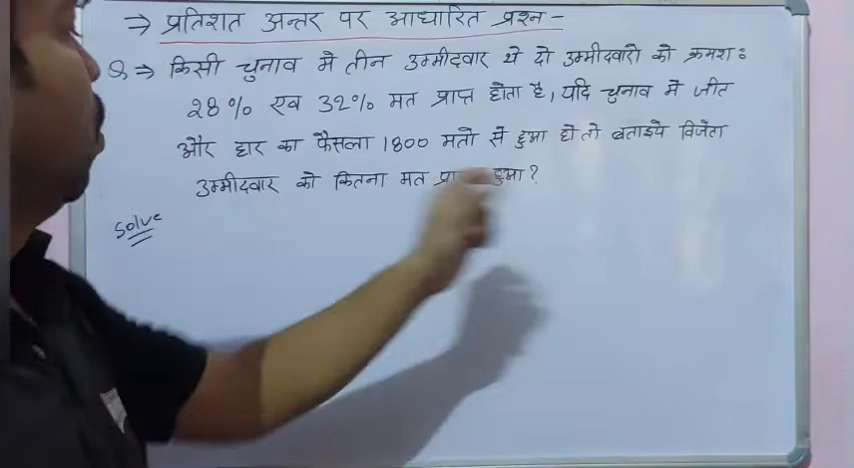 ⇒ प्रतिशत अन्तर पर आधारित प्रश्न -
Q ⇒ किसी चुनाव मे तीन उम्मीदवार थे दो उम्मीदवारो को क्रमश:
28% एव 32% मत प्राप्त होता है, यदि चुनाव मे जीत
और हार का फैसला 1800 मतो से हुआ हो तो बताइये विजेता
उम्मीदवार को कितना मत हुआ?
Solve